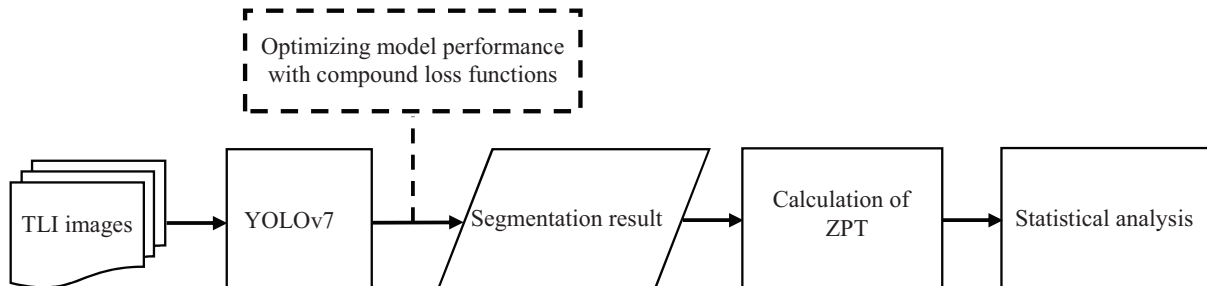 Optimizing model performance
with compound loss functions
TLI images
YOLOv7
Segmentation result
Calculation of
ZPT
Statistical analysis